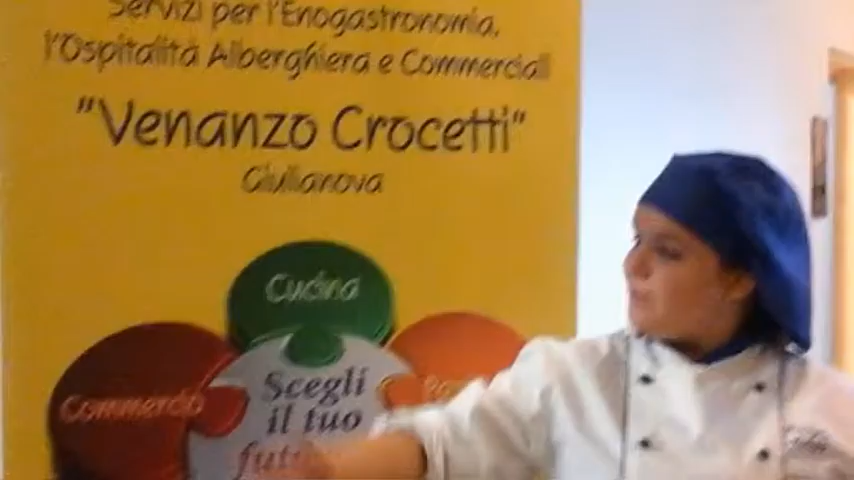 Servizi per l'Enogastronomia,
l'Ospitalità Alberghiera e Commerciali
"Venanzo Crocetti"
Giulianova
Cucina
Commercio
Scegli
il tuo